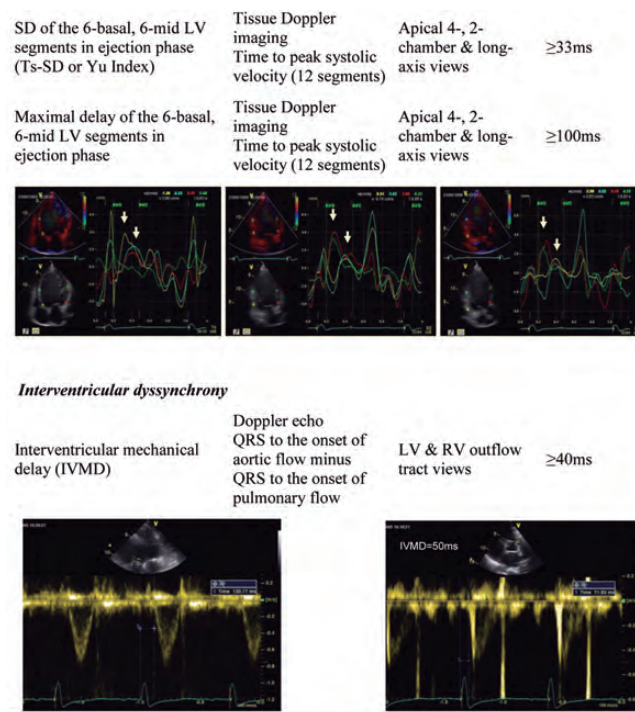 SD of the 6-basal, 6-mid LV
segments in ejection phase
(Ts-SD or Yu Index)
Tissue Doppler
imaging
Time to peak systolic
velocity (12 segments)
Apical 4-, 2-
chamber & long-
axis views
≥33ms
Maximal delay of the 6-basal,
6-mid LV segments in
ejection phase
Tissue Doppler
imaging
Time to peak systolic
velocity (12 segments)
Apical 4-, 2-
chamber & long-
axis views
≥100ms
Interventricular dyssynchrony
Interventricular mechanical
delay (IVMD)
Doppler echo
QRS to the onset of
aortic flow minus
QRS to the onset of
pulmonary flow
LV & RV outflow
tract views
≥40ms
IVMD=50ms